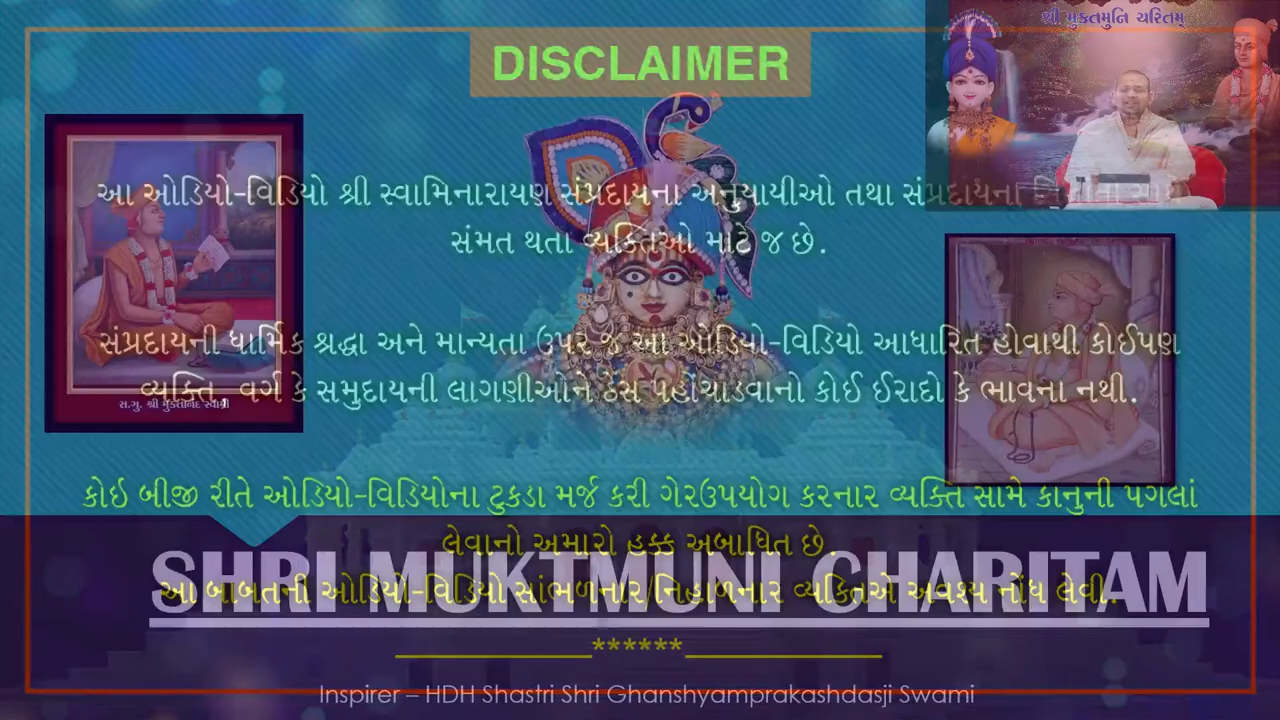 શ્રી મુક્તમુનિ ચરિતમ્
DISCLAIMER
આ ઓડિયો-વિડિયો શ્રી સ્વામિનારાયણ સંપ્રદાયના અનુયાયીઓ તથા સંપ્રદાયના
સંમત થતા વ્યક્તિઓ માટે જ છે.
સંપ્રદાયની ધાર્મિક શ્રદ્ધા અને માન્યતા ઉપર જ આ ઓડિયો-વિડિયો આધારિત હોવાથી કોઈપણ
વ્યક્તિ વર્ગ કે સમુદાયની લાગણીઓને ઠેસ પહોંચાડવાનો કોઈ ઈરાદો કે ભાવના નથી.
સ.ગુ. શ્રી મુક્તાનંદ સ્વામી
કોઇ બીજી રીતે ઓડિયો-વિડિયોના ટુકડા મર્જ કરી ગેરઉપયોગ કરનાર વ્યક્તિ સામે કાનુની પગલાં
લેવાનો અમારો હક્ક અબાધિત છે.
SHRI MUKTMUNI CHARITAM
આ બાબતની ઓડિયો-વિડિયો સાંભળનાર/નિહાળનાર વ્યક્તિએ અવશ્ય નોંધ લેવી.
******
Inspirer – HDH Shastri Shri Ghanshyamprakashdasji Swami